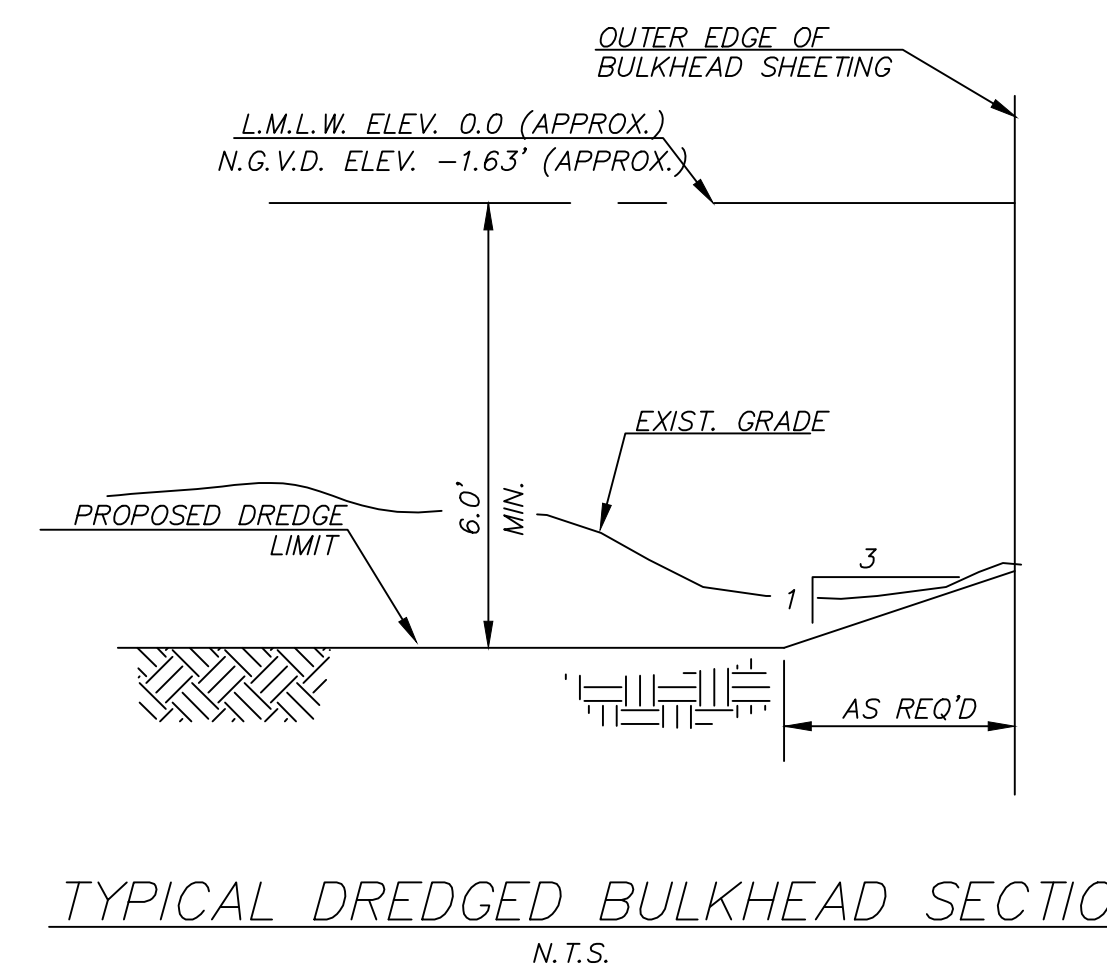 OUTER EDGE OF
BULKHEAD SHEETING
L.M.L.W. ELEV. 0.0 (APPROX.)
N.G.V.D. ELEV. -1.63' (APPROX.)
EXIST. GRADE
6.0'
MIN.
PROPOSED DREDGE
LIMIT
3
1
AS REQ'D
TYPICAL DREDGED BULKHEAD SECTIO
N.T.S.